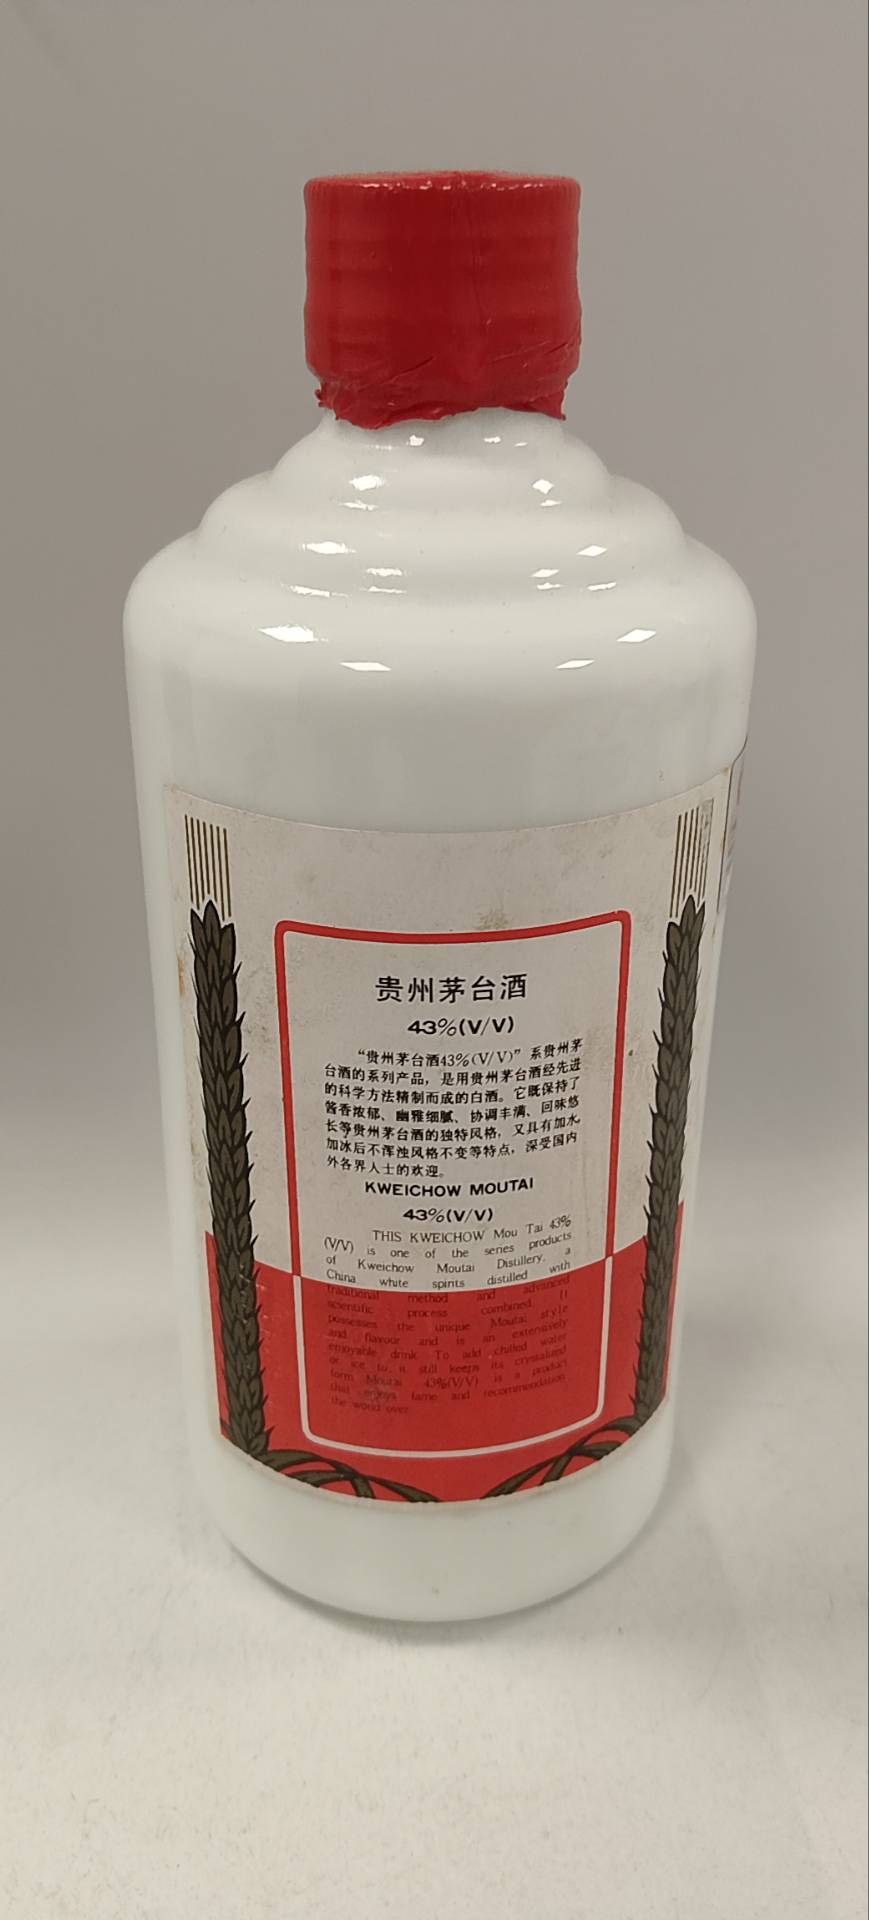 贵州茅台酒
43%(V/V)
“贵州茅台酒43%(V/V)”系贵州茅
台酒的系列产品，是用贵州茅台酒经先进
的科学方法精制而成的白酒。它既保持了
酱香浓郁、幽雅细腻、协调丰满、回味悠
长等贵州茅台酒的独特风格，又具有加水，
加冰后不浑浊风格不变等特点，深受国内
外各界人士的欢迎。
KWEICHOW MOUTAI
43%(V/V)
THIS KWEICHOW Mou Tai 43%
(V/V) is one of the series products
of Kweichow Moutai Distillery, a
China white spirits distilled with
traditional method and advanced
scientific process combined. It
possesses the unique Moutai style
and flavour and is an extensively
enjoyable drink. To add chilled water
or ice to it still keeps its crystalized
form Moutai 43%(V/V) is a product
that enjoys fame and recommendation
the world over.